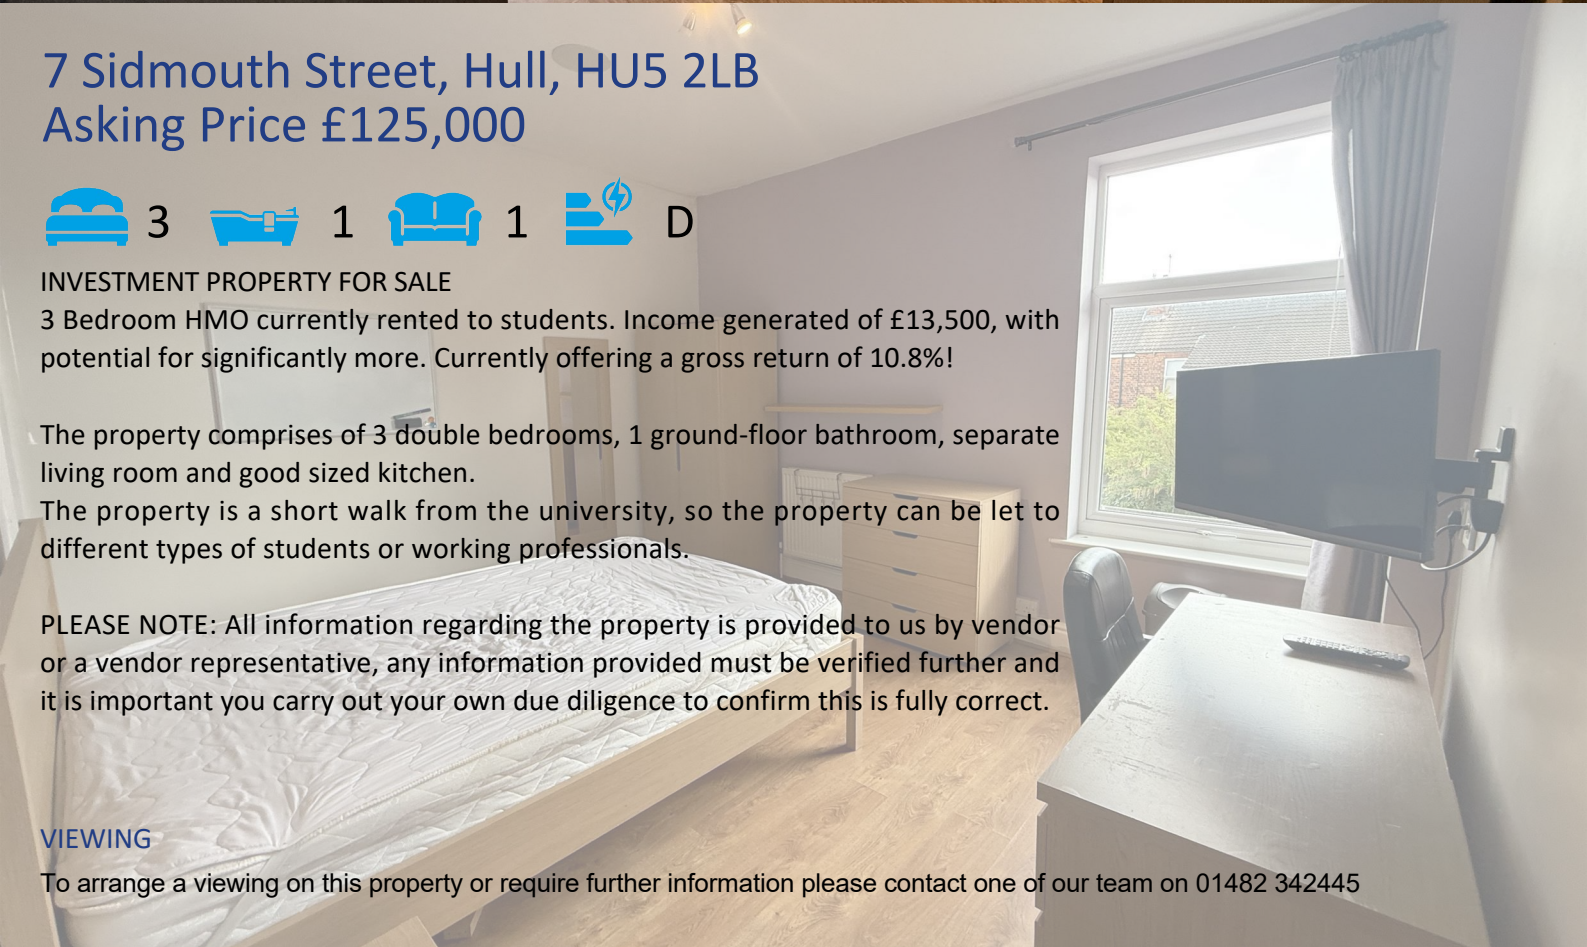 7 Sidmouth Street, Hull, HU5 2LB
Asking Price £125,000
3 1 1 D
INVESTMENT PROPERTY FOR SALE
3 Bedroom HMO currently rented to students. Income generated of £13,500, with
potential for significantly more. Currently offering a gross return of 10.8%!
The property comprises of 3 double bedrooms, 1 ground-floor bathroom, separate
living room and good sized kitchen.
The property is a short walk from the university, so the property can be let to
different types of students or working professionals.
PLEASE NOTE: All information regarding the property is provided to us by vendor
or a vendor representative, any information provided must be verified further and
it is important you carry out your own due diligence to confirm this is fully correct.
VIEWING
To arrange a viewing on this property or require further information please contact one of our team on 01482 342445